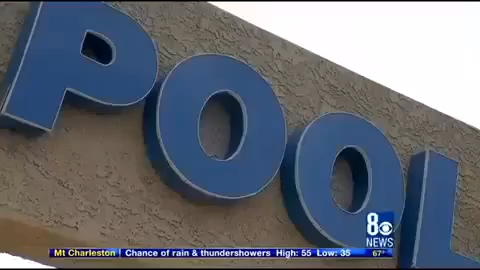 POOL
8
NEWS
Mt Charleston Chance of rain & thundershowers High: 55 Low: 35 67°